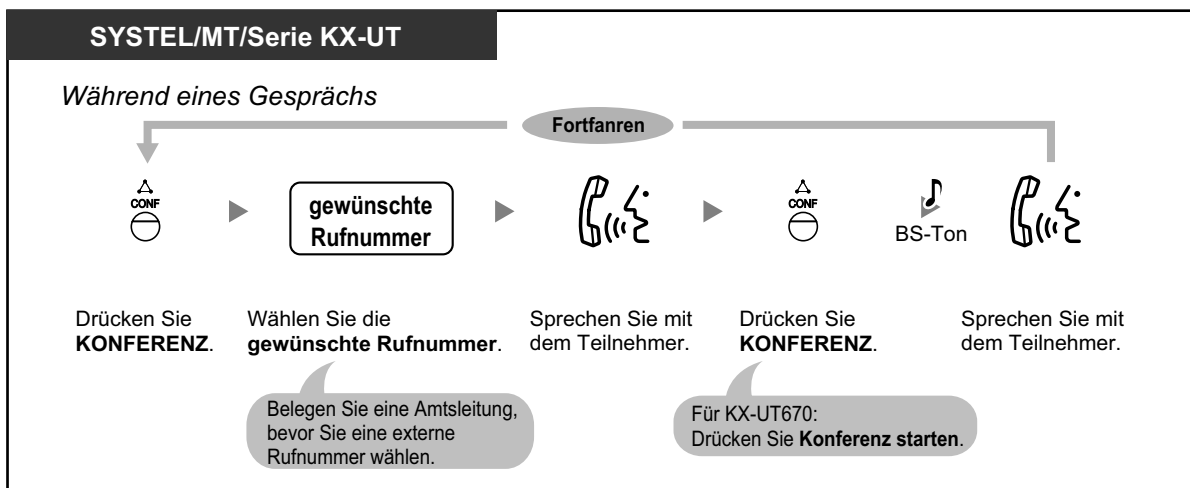 SYSTEL/MT/Serie KX-UT
Während eines Gesprächs
Fortfanren
CONF
gewünschte
Rufnummer
CONF
BS-Ton
Drücken Sie
KONFERENZ.
Wählen Sie die
gewünschte Rufnummer.
Sprechen Sie mit
dem Teilnehmer.
Drücken Sie
KONFERENZ.
Sprechen Sie mit
dem Teilnehmer.
Belegen Sie eine Amtsleitung,
bevor Sie eine externe
Rufnummer wählen.
Für KX-UT670:
Drücken Sie Konferenz starten.